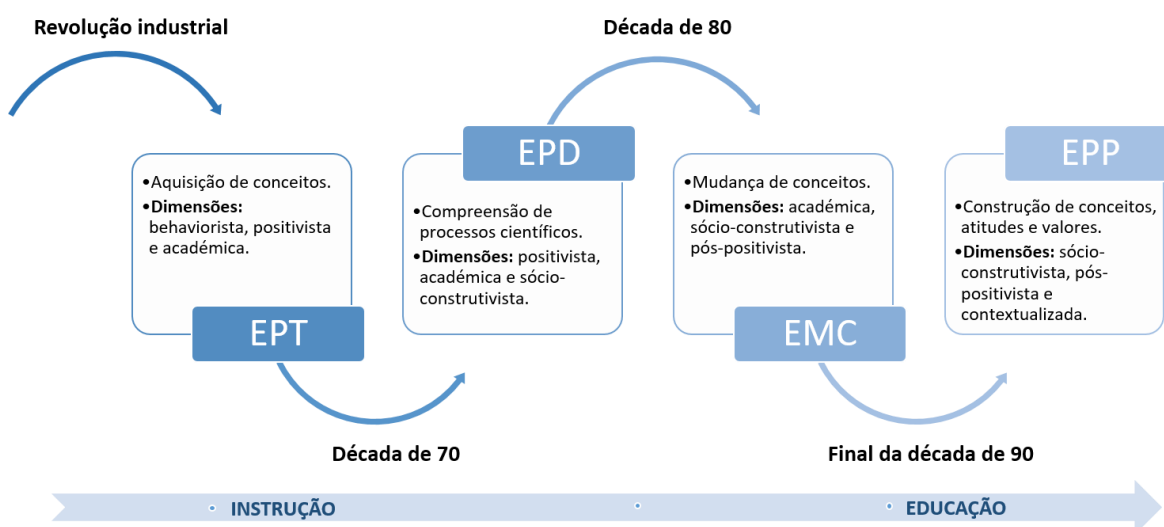 Revolução industrial
Década de 80
EPD
EPP
•Aquisição de conceitos.
•Dimensões:
behaviorista, positivista
e académica.
EPT
•Compreensão de
processos científicos.
•Dimensões: positivista,
académica e sócio-
construtivista.
•Mudança de conceitos.
•Dimensões: académica,
sócio-construtivista e
pós-positivista.
EMC
•Construção de conceitos,
atitudes e valores.
•Dimensões: sócio-
construtivista, pós-
positivista e
contextualizada.
Década de 70
Final da década de 90
• INSTRUÇÃO
• EDUCAÇÃO